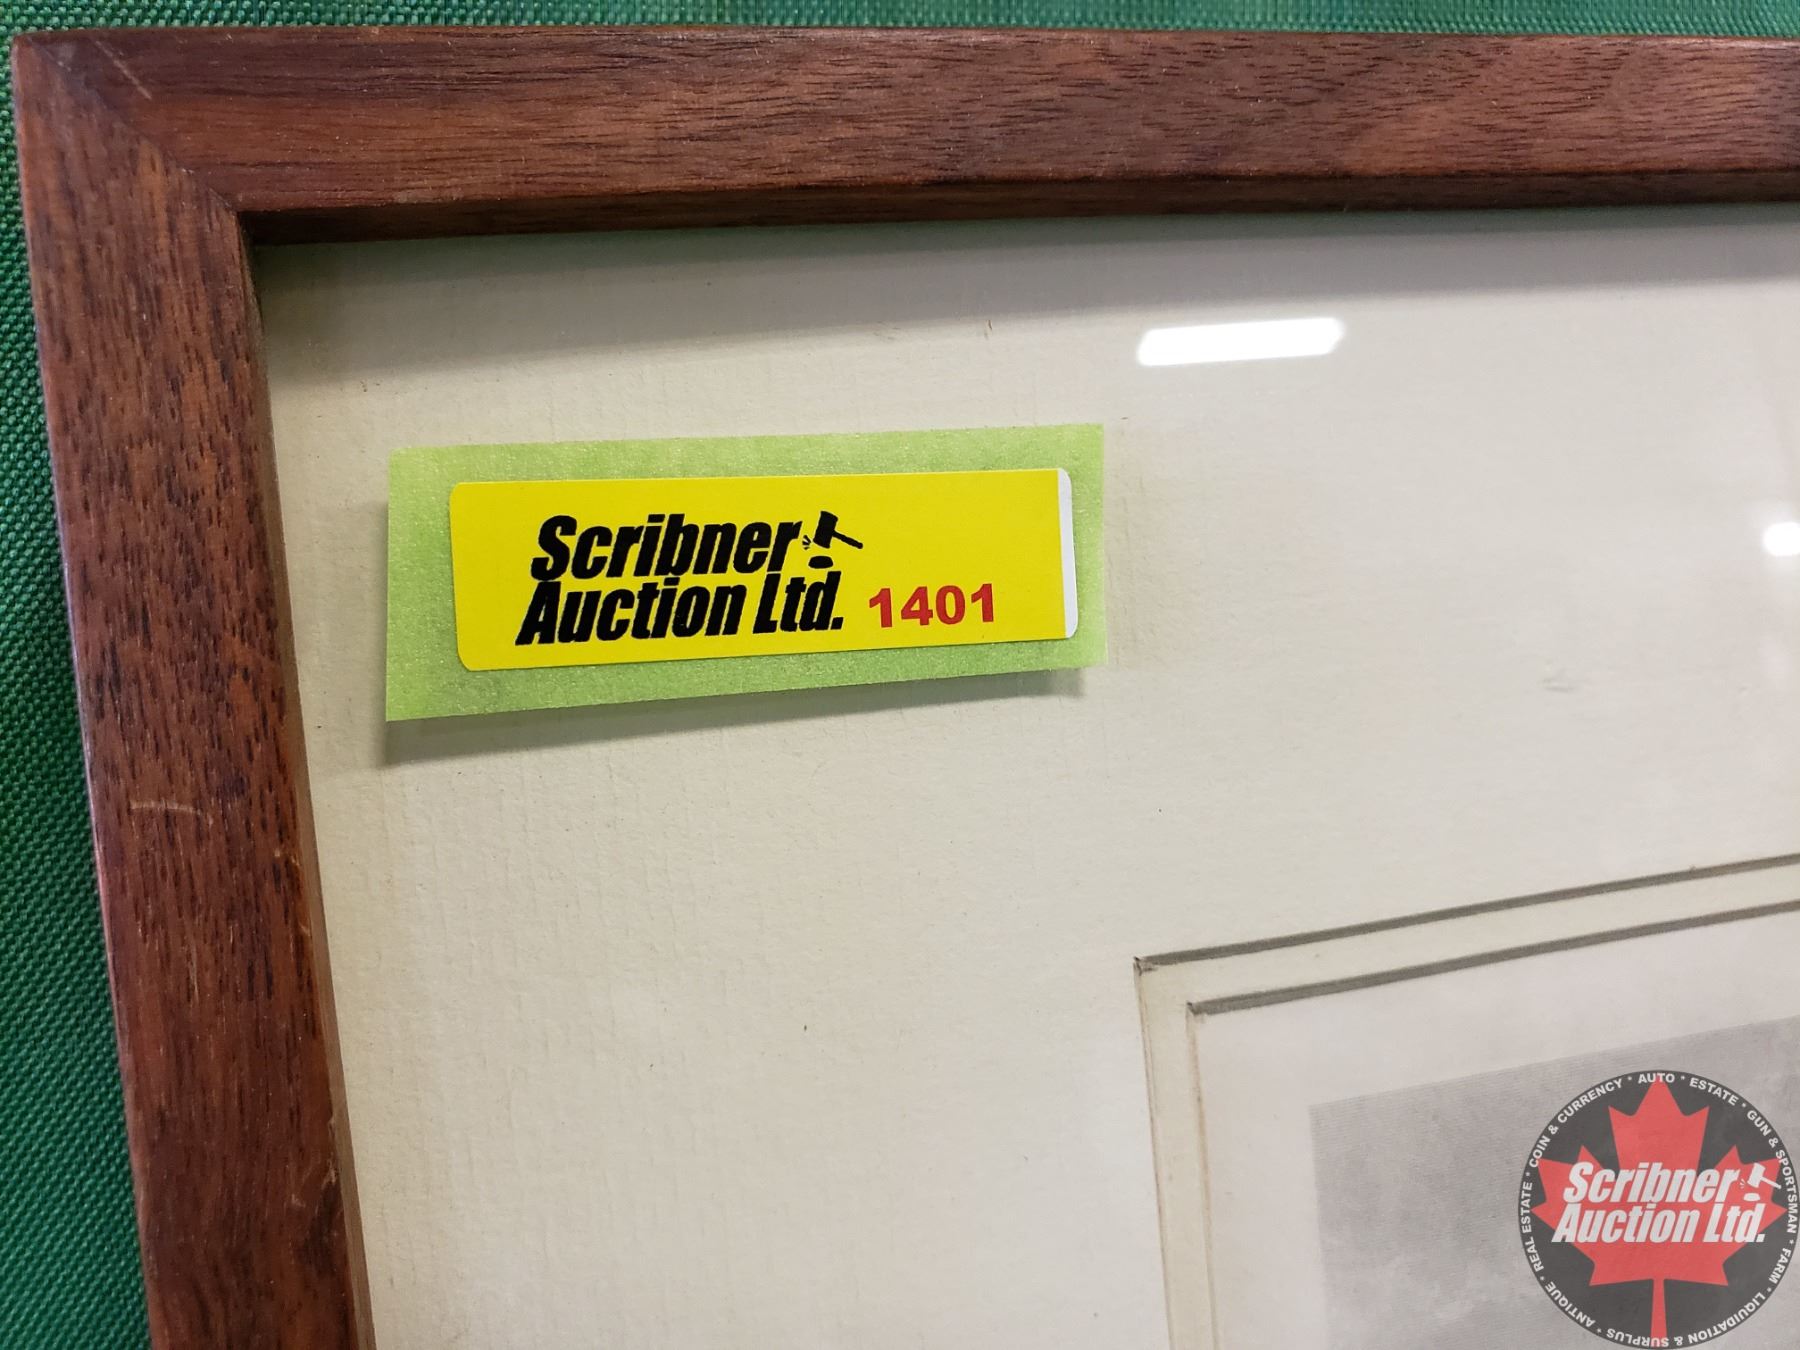 Scribner
Auction Ltd. 1401
COIN & CURRENCY * AUTO * ESTATE * GUN & SPORTSMAN * FARM * LIQUIDATION & SURPLUS * ANTIQUE * REAL ESTATE *
Scribner
Auction Ltd.